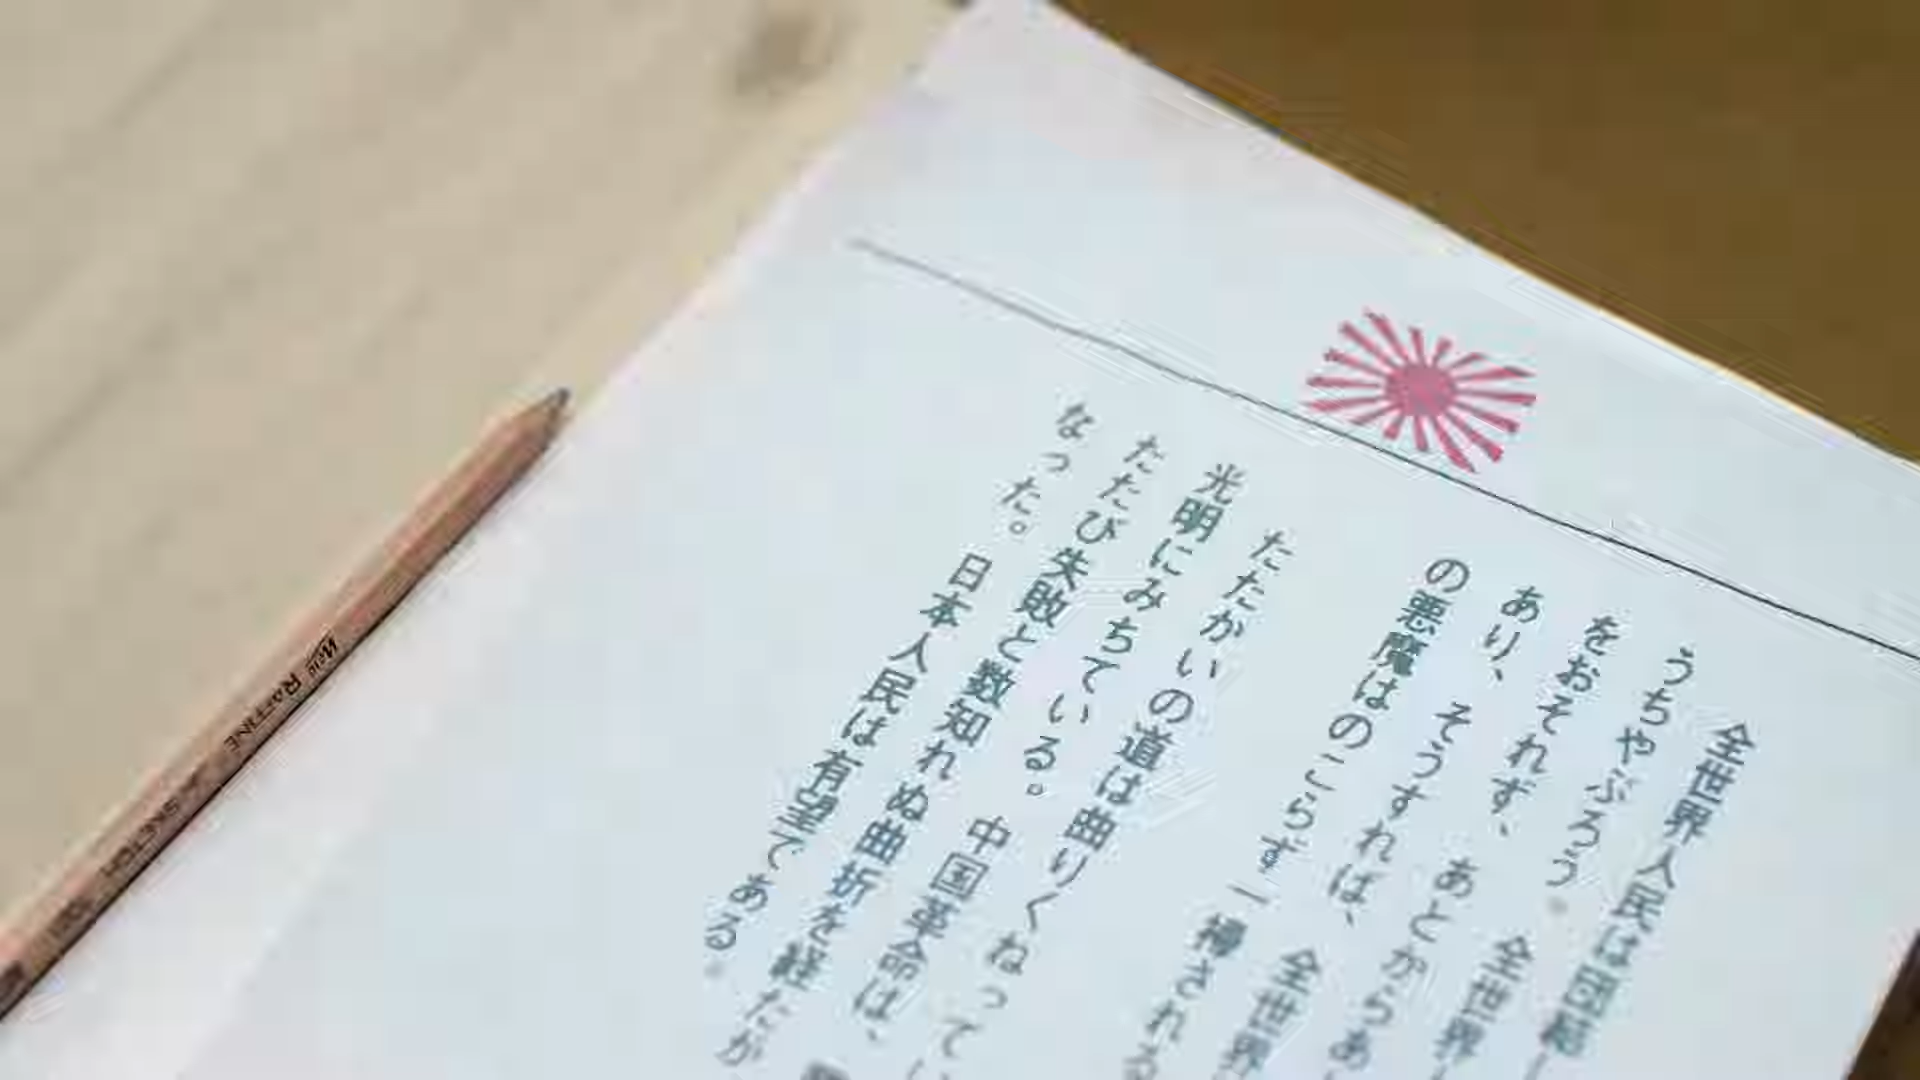 全世界人民は団結し
うちやぶろう。 全世界
をおそれず、 あとからあ
あり、 そうすれば、 全世界
の悪魔はのこらず一掃される
たたかいの道は曲りくねってい
光明にみちている。 中国革命は、
たたび失敗と数知れぬ曲折を経たが
なった。 日本人民は有望である。
New RAFFINE
SKETCH